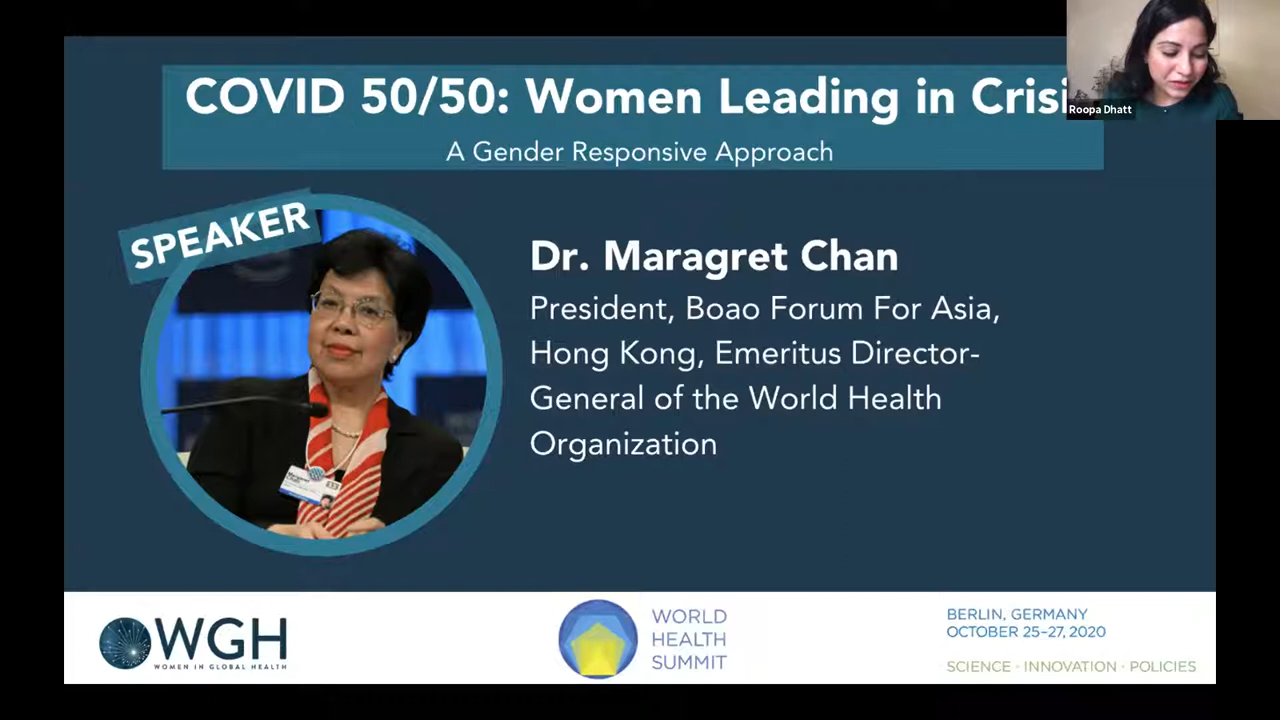 COVID 50/50: Women Leading in Crisi
Roopa Dhatt
A Gender Responsive Approach
SPEAKER
Dr. Maragret Chan
President, Boao Forum For Asia,
Hong Kong, Emeritus Director-
General of the World Health
Organization
Margaret
WGH
WOMEN IN GLOBAL HEALTH
WORLD
HEALTH
SUMMIT
BERLIN, GERMANY
OCTOBER 25–27, 2020
SCIENCE · INNOVATION · POLICIES